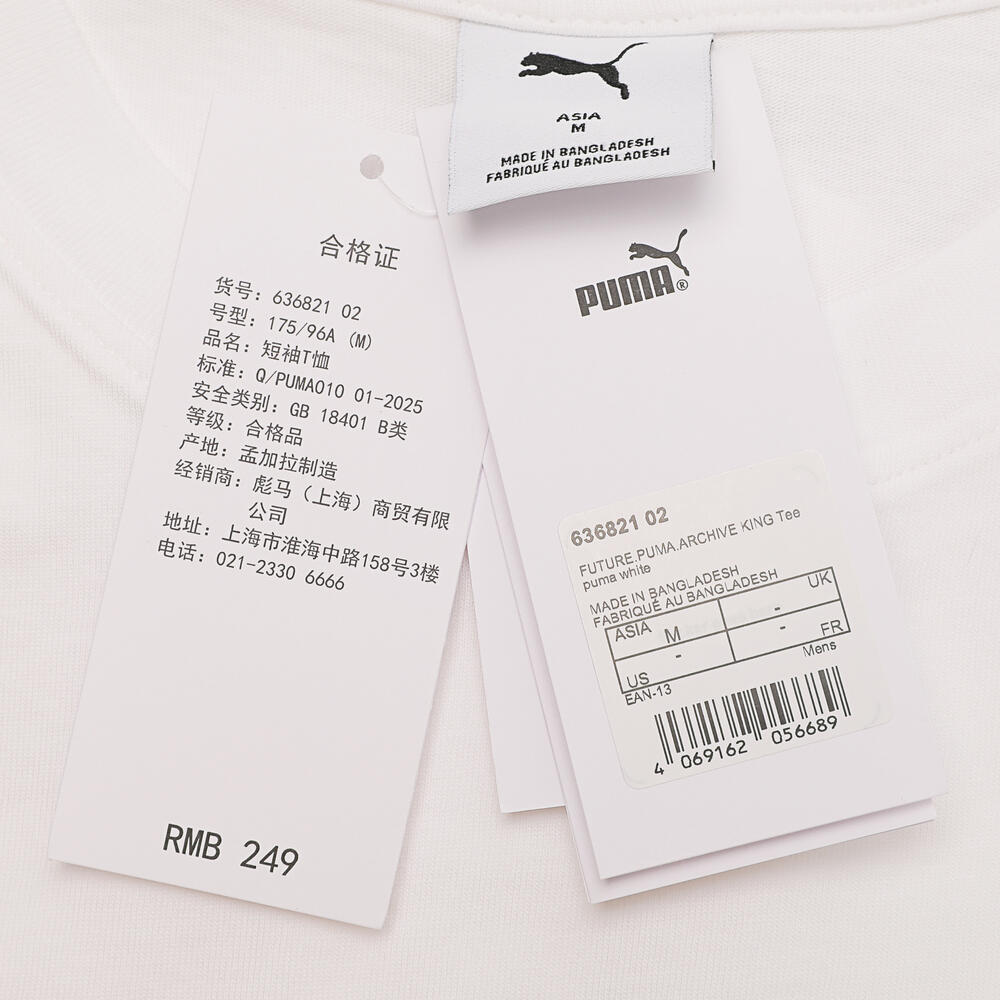 ASIA
M
MADE IN BANGLADESH
FABRIQUÉ AU BANGLADESH
合格证
货号: 636821 02
号型: 175/96A (M)
品名: 短袖T恤
标准: Q/PUMA010 01-2025
安全类别: GB 18401 B类
等级: 合格品
产地: 孟加拉制造
经销商: 彪马（上海）商贸有限
公司
地址: 上海市淮海中路158号3楼
电话: 021-2330 6666
RMB 249
PUMA®
636821 02
FUTURE.PUMA.ARCHIVE KING Tee
puma white
MADE IN BANGLADESH
FABRIQUÉ AU BANGLADESH
ASIA M - UK
US - - FR
EAN-13 Mens
4 069162 056689